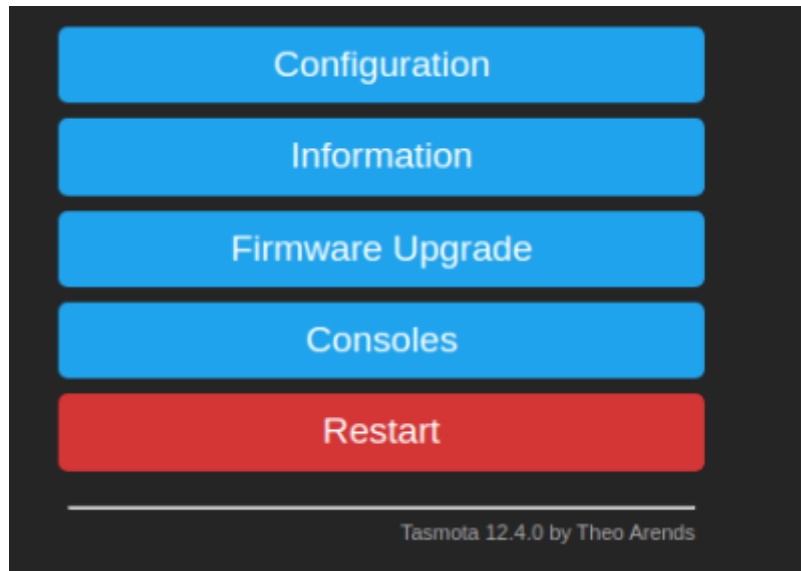 Configuration
Information
Firmware Upgrade
Consoles
Restart
Tasmota 12.4.0 by Theo Arends